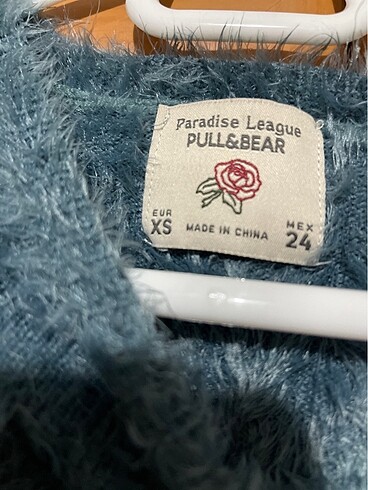 Paradise League
PULL&BEAR
EUR
XS
MADE IN CHINA
MEX
24